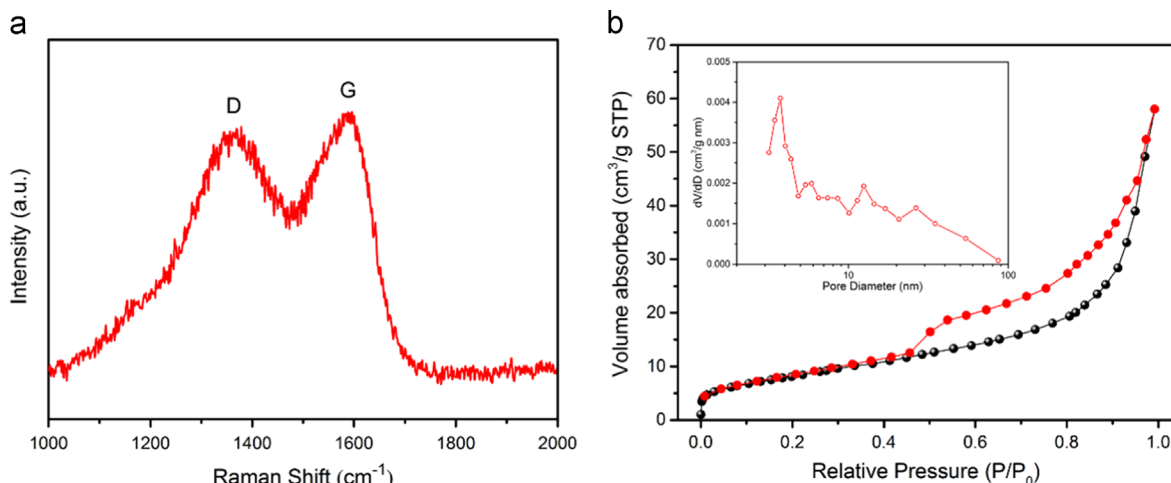 a
D
G
Intensity (a.u.)
1000
1200
1400
1600
1800
2000
Raman Shift (cm⁻¹)
b
70
60
50
40
30
20
10
0
Volume absorbed (cm³/g STP)
0.0
0.2
0.4
0.6
0.8
1.0
Relative Pressure (P/P₀)
0.005
0.004
0.003
0.002
0.001
0.000
dV/dD (cm³/g nm)
10
100
Pore Diameter (nm)